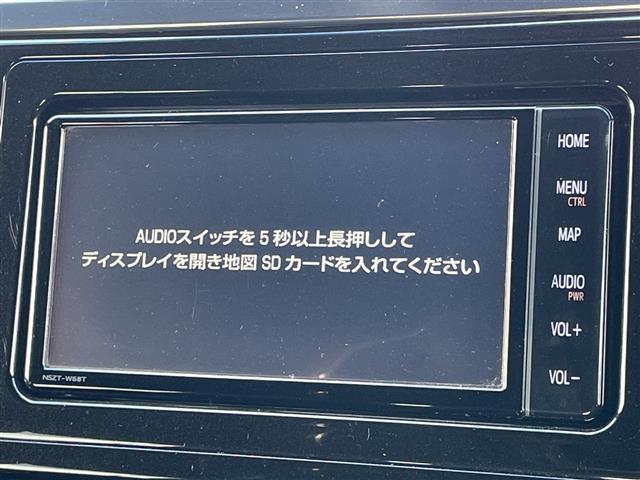 AUDIOスイッチを5秒以上長押しして
ディスプレイを開き地図SDカードを入れてください
NSZT-W68T
HOME
MENU
CTRL
MAP
AUDIO
PWR
VOL+
VOL-